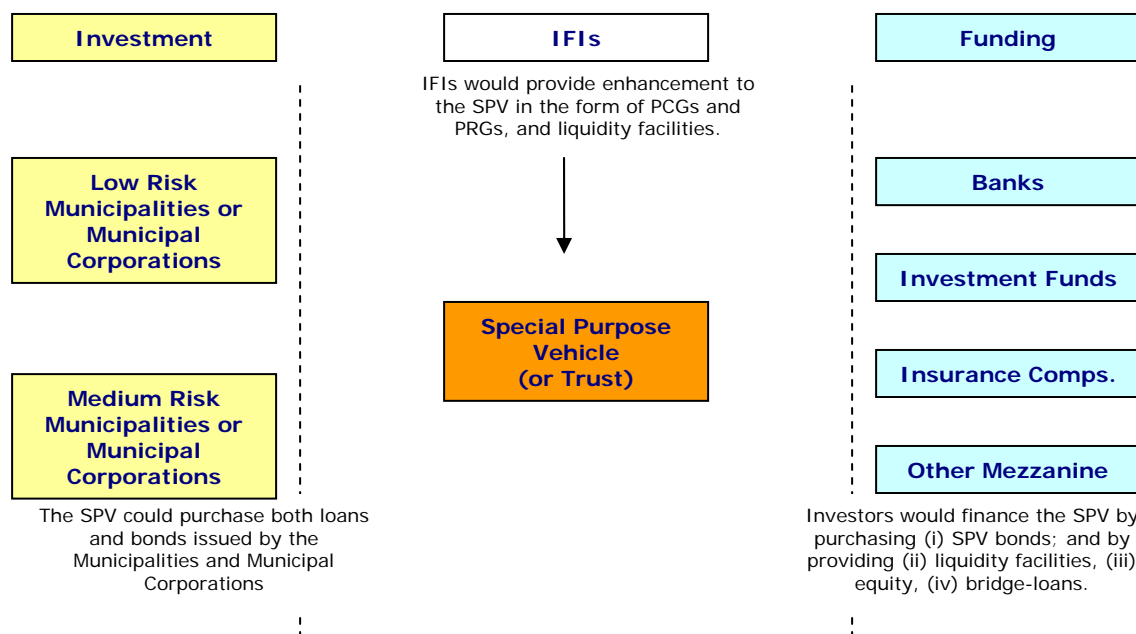 Investment
IFIs
Funding
IFIs would provide enhancement to
the SPV in the form of PCGs and
PRGs, and liquidity facilities.
Low Risk
Municipalities or
Municipal
Corporations
Banks
Investment Funds
Special Purpose
Vehicle
(or Trust)
Insurance Comps.
Medium Risk
Municipalities or
Municipal
Corporations
Other Mezzanine
The SPV could purchase both loans
and bonds issued by the
Municipalities and Municipal
Corporations
Investors would finance the SPV by
purchasing (i) SPV bonds; and by
providing (ii) liquidity facilities, (iii)
equity, (iv) bridge-loans.